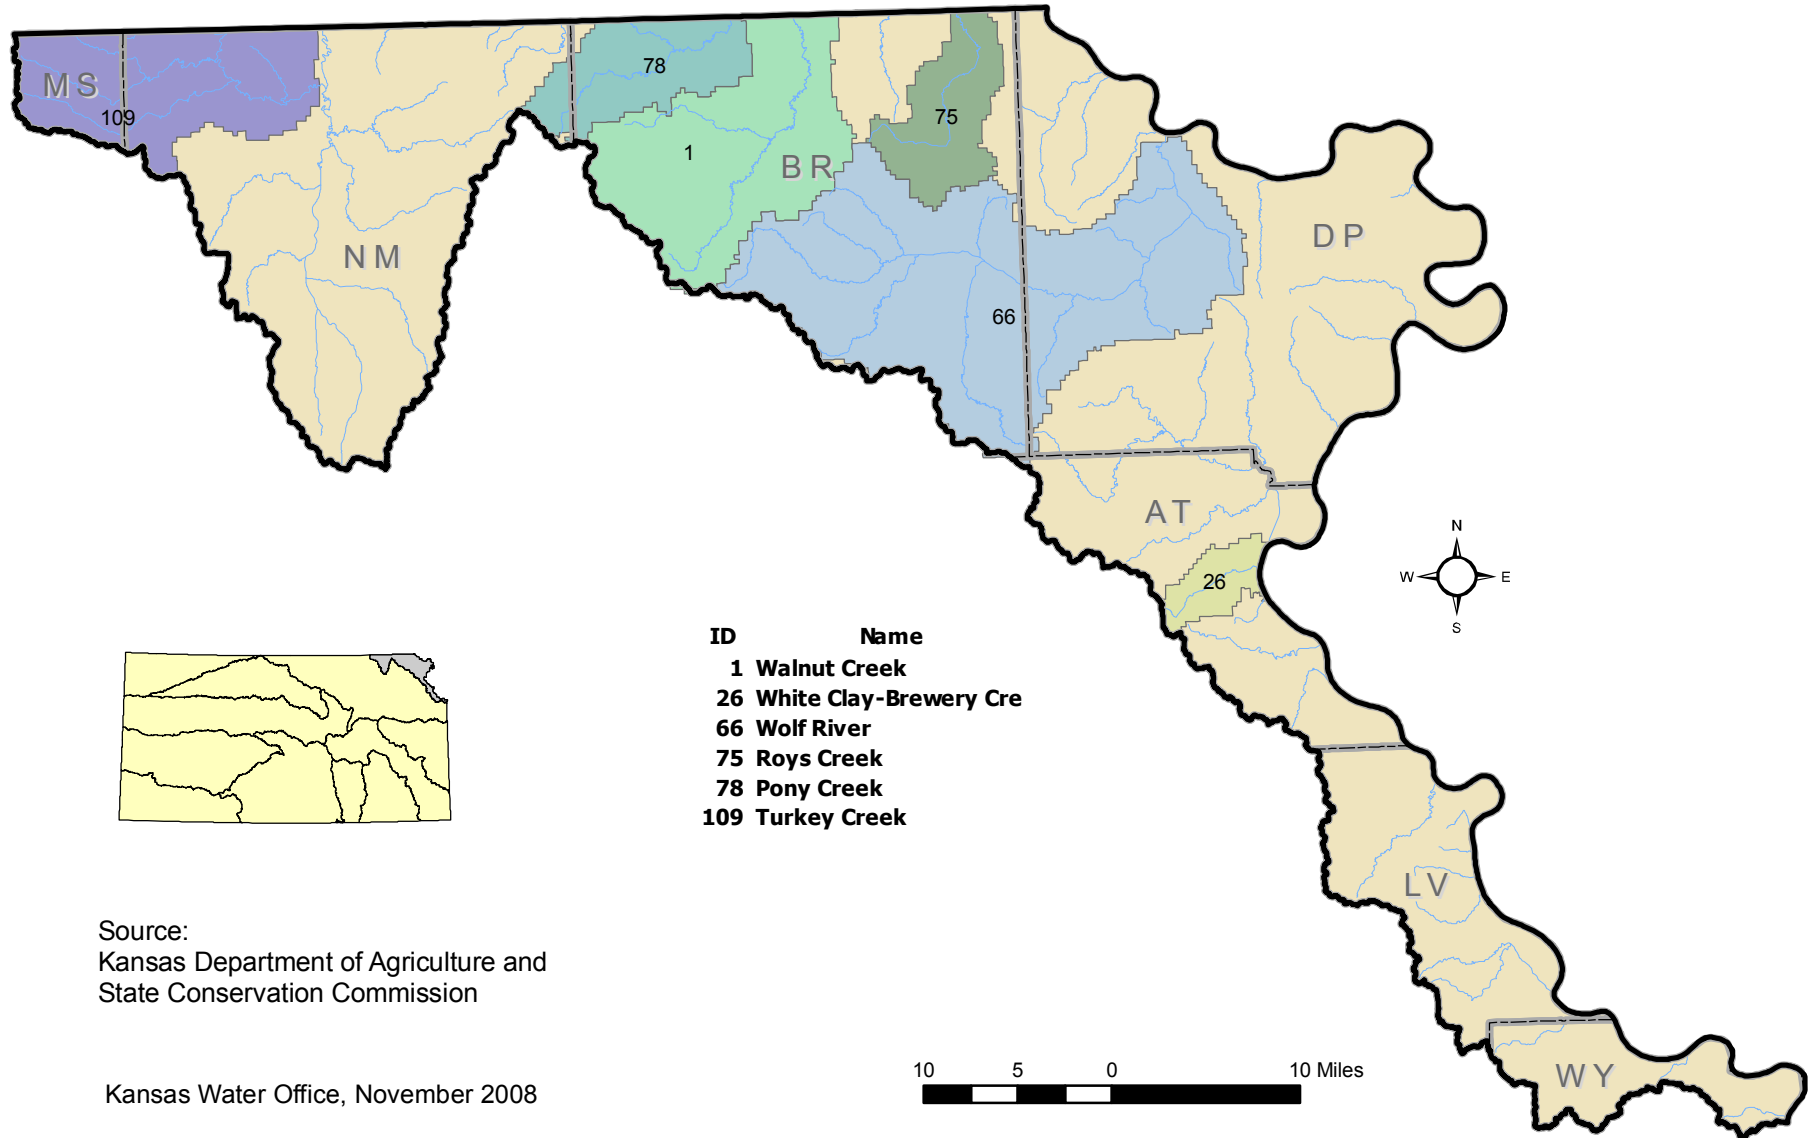 78
MS
109
75
1
BR
DP
NM
66
AT
N
W E
S
26
ID Name
1 Walnut Creek
26 White Clay-Brewery Cre
66 Wolf River
75 Roys Creek
78 Pony Creek
109 Turkey Creek
LV
Source:
Kansas Department of Agriculture and
State Conservation Commission
10 5 0 10 Miles
WY
Kansas Water Office, November 2008